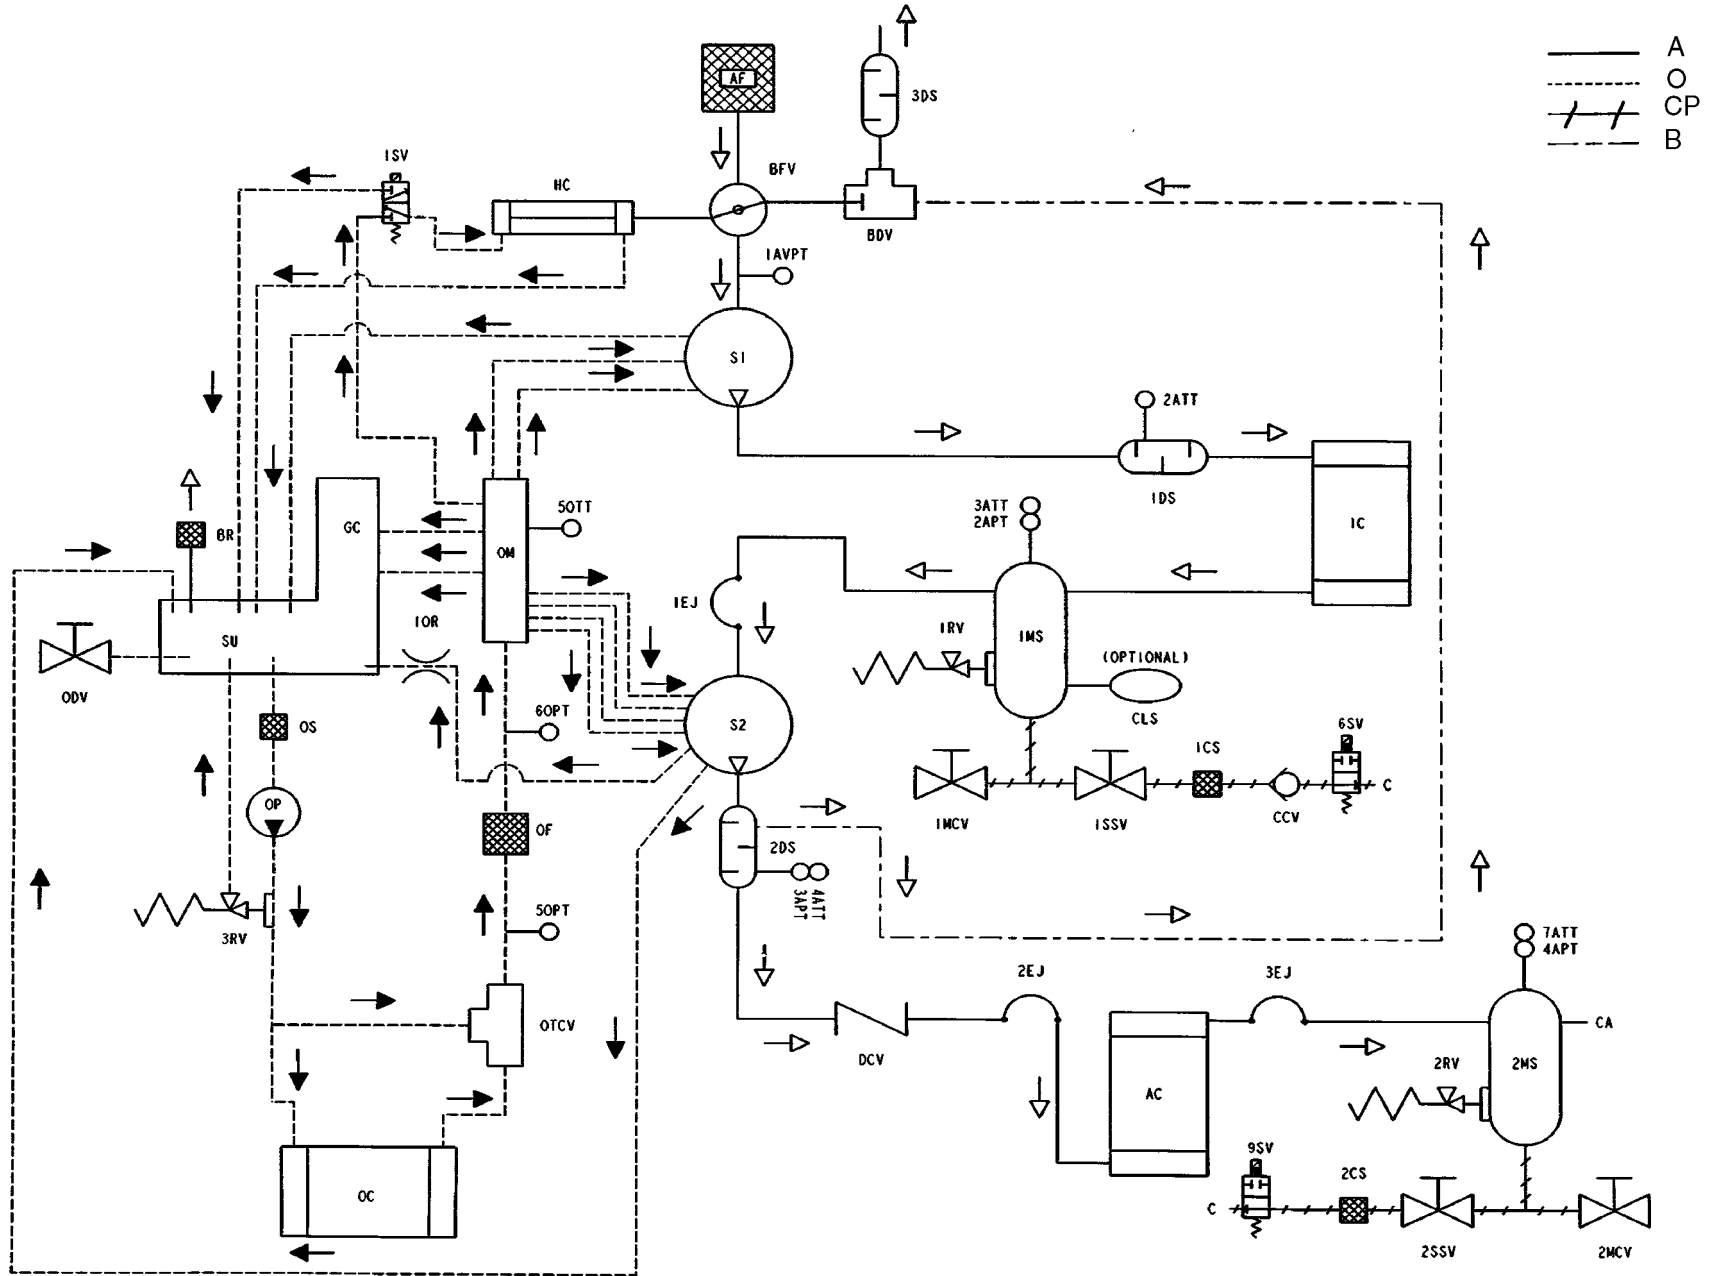 A
O
CP
B
AF
3DS
1SV
HC
BFV
BDV
1AVPT
S1
2ATT
1DS
1C
3ATT
2APT
5OTT
BR
GC
OM
1EJ
1OR
SU
1RV
1MS
(OPTIONAL)
CLS
ODV
OS
6OPT
S2
6SV
1CS
C
OP
OF
2DS
1MCV
1SSV
CCV
4ATT
3APT
3RV
5OPT
7ATT
4APT
2EJ
3EJ
OTCV
DCV
CA
2RV
2MS
AC
OC
9SV
2CS
C
2SSV
2MCV